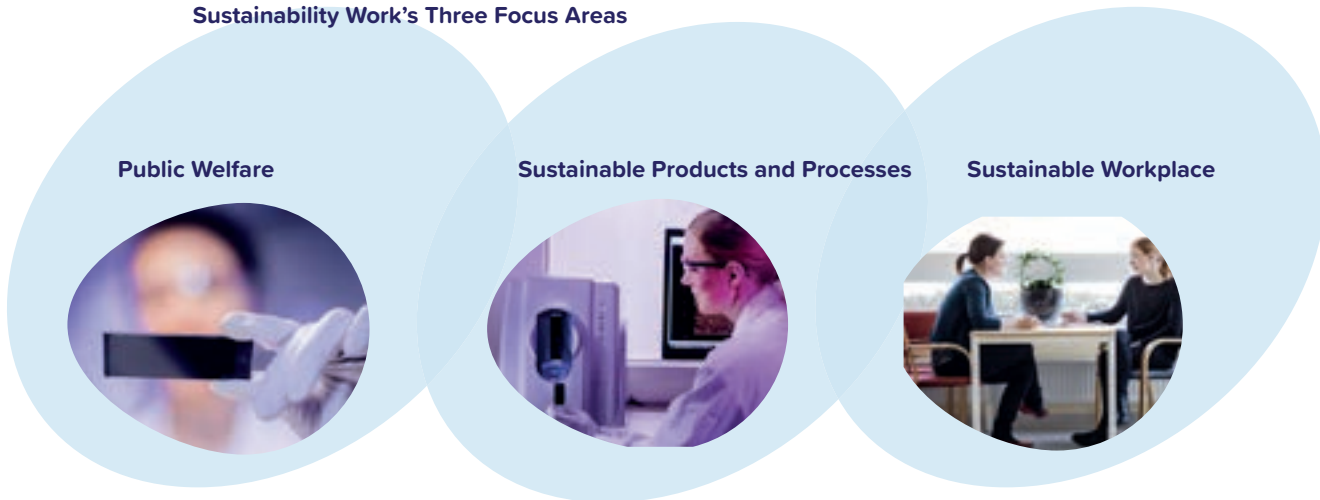 Sustainability Work’s Three Focus Areas
Public Welfare
Sustainable Products and Processes
Sustainable Workplace